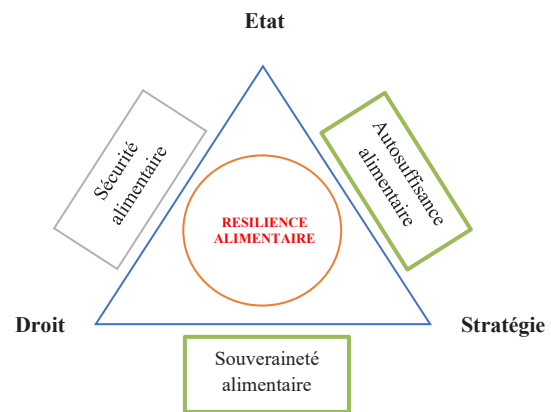 Etat
Sécurité
alimentaire
Autosuffisance
alimentaire
RESILIENCE
ALIMENTAIRE
Droit
Stratégie
Souveraineté
alimentaire